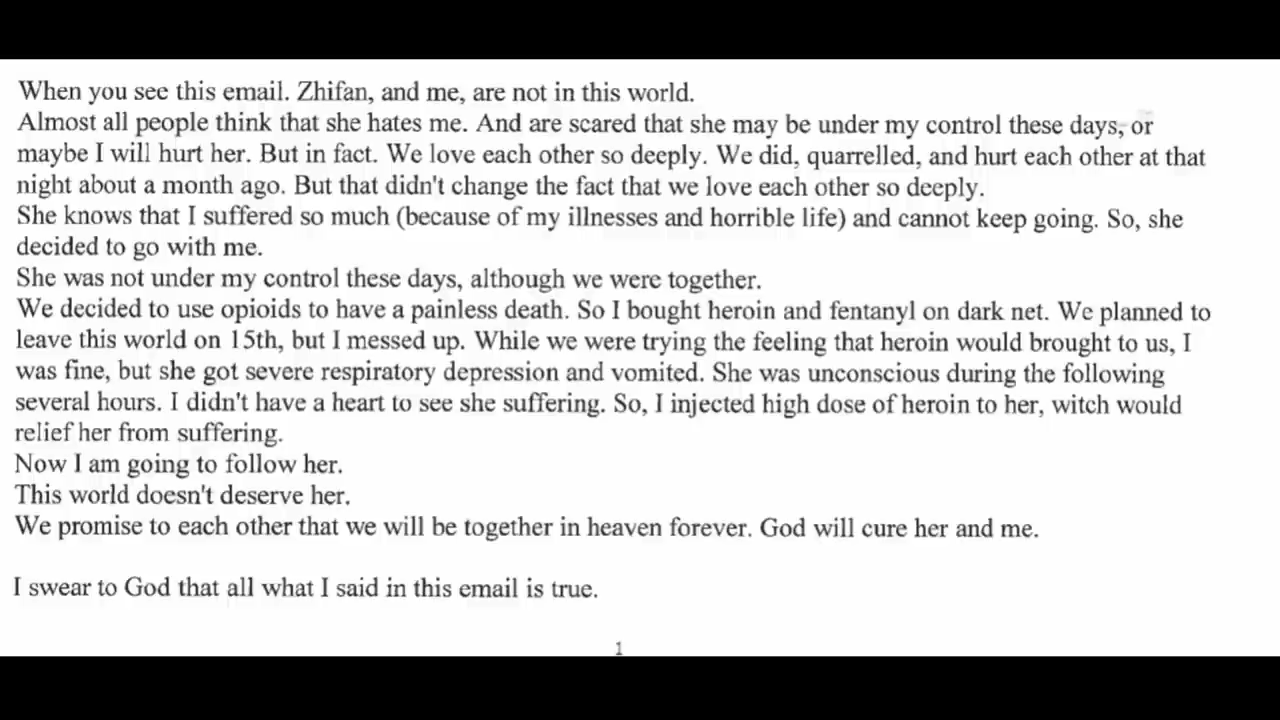 When you see this email. Zhifan, and me, are not in this world.
Almost all people think that she hates me. And are scared that she may be under my control these days, or
maybe I will hurt her. But in fact. We love each other so deeply. We did, quarrelled, and hurt each other at that
night about a month ago. But that didn't change the fact that we love each other so deeply.
She knows that I suffered so much (because of my illnesses and horrible life) and cannot keep going. So, she
decided to go with me.
She was not under my control these days, although we were together.
We decided to use opioids to have a painless death. So I bought heroin and fentanyl on dark net. We planned to
leave this world on 15th, but I messed up. While we were trying the feeling that heroin would brought to us, I
was fine, but she got severe respiratory depression and vomited. She was unconscious during the following
several hours. I didn't have a heart to see she suffering. So, I injected high dose of heroin to her, witch would
relief her from suffering.
Now I am going to follow her.
This world doesn't deserve her.
We promise to each other that we will be together in heaven forever. God will cure her and me.
I swear to God that all what I said in this email is true.
1